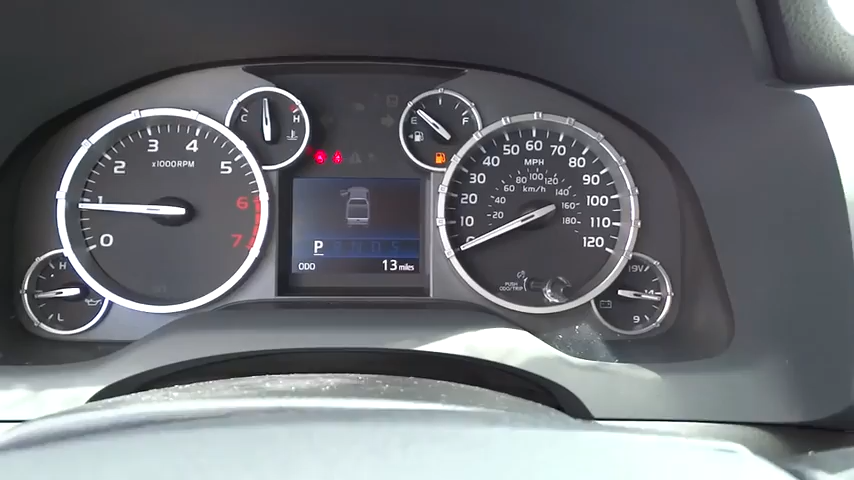 C
H
E
F
0
1
2
3
4
5
6
7
x1000RPM
H
L
P R N D S
ODO
13 miles
0
10
20
30
40
50
60
70
80
90
100
110
120
MPH
km/h
20
40
60
80
100
120
140
160
180
PUSH
ODO/TRIP
19V
14
9